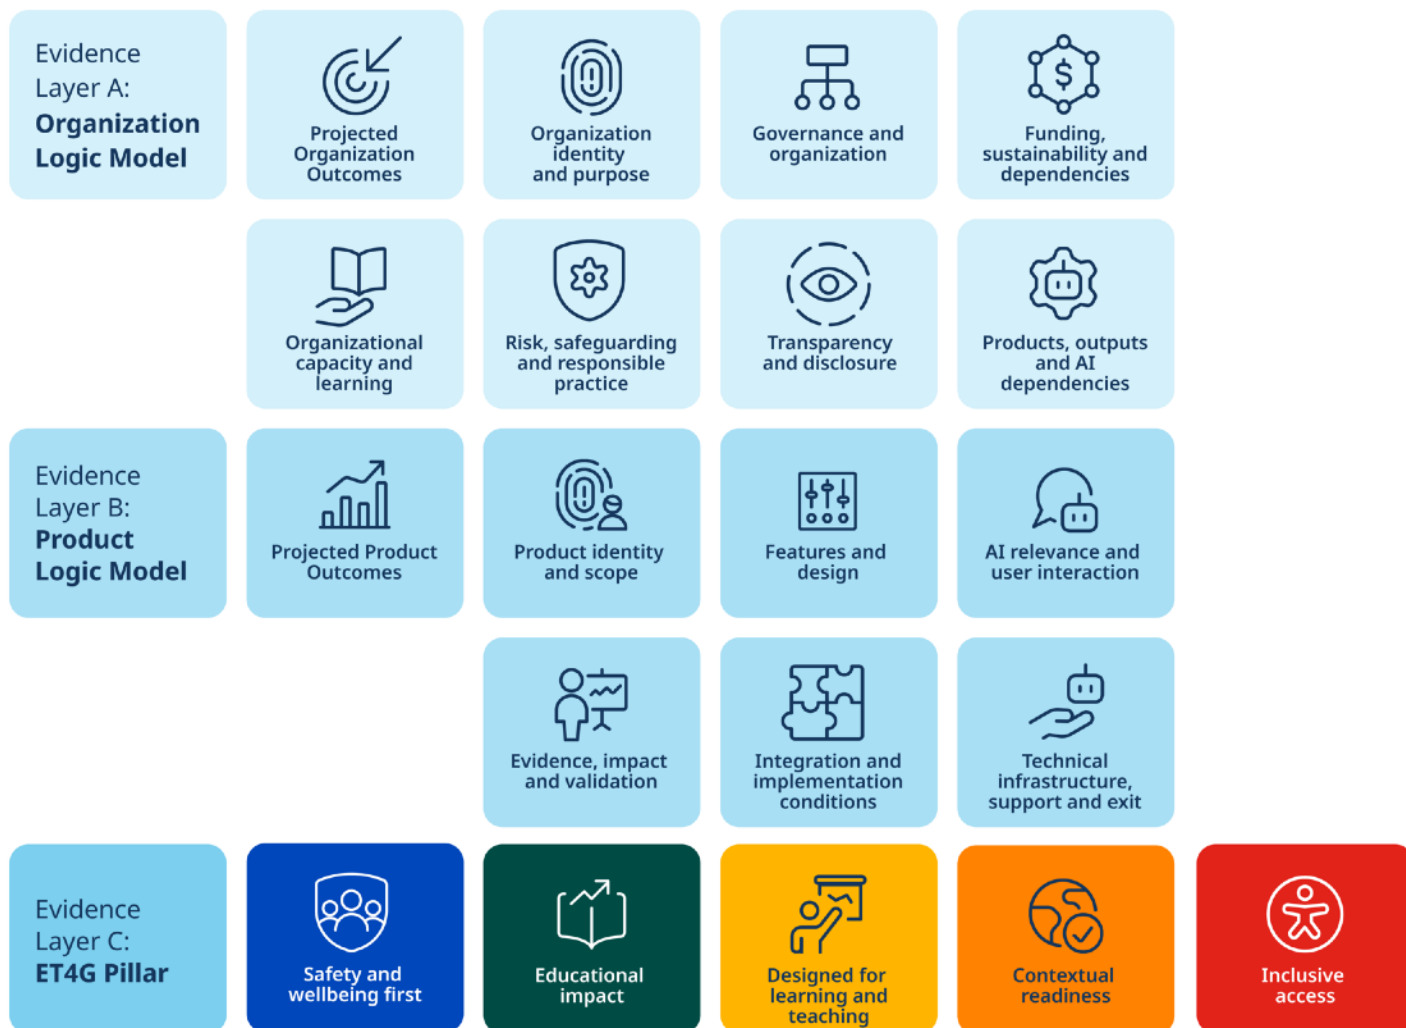 Evidence
Layer A:
Organization
Logic Model
Projected
Organization
Outcomes
Organization
identity
and purpose
Governance and
organization
$
Funding,
sustainability and
dependencies
Organizational
capacity and
learning
Risk, safeguarding
and responsible
practice
Transparency
and disclosure
Products, outputs
and AI
dependencies
Evidence
Layer B:
Product
Logic Model
Projected Product
Outcomes
Product identity
and scope
Features and
design
AI relevance and
user interaction
Evidence, impact
and validation
Integration and
implementation
conditions
Technical
infrastructure,
support and exit
Evidence
Layer C:
ET4G Pillar
Safety and
wellbeing first
Educational
impact
Designed for
learning and
teaching
Contextual
readiness
Inclusive
access